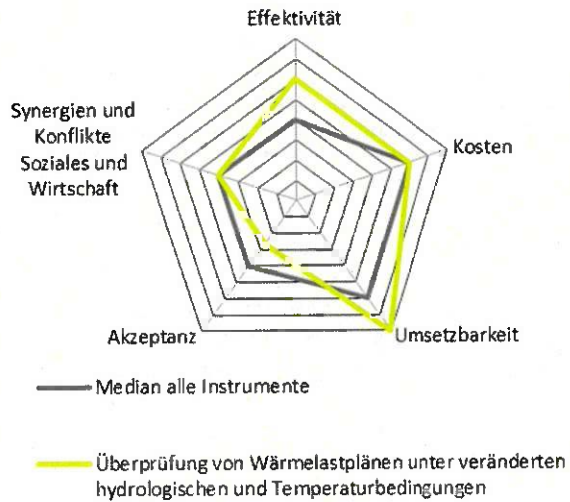 Effektivität
Synergien und
Konflikte
Soziales und
Wirtschaft
Kosten
Akzeptanz
Umsetzbarkeit
Median alle Instrumente
Überprüfung von Wärmelastplänen unter veränderten
hydrologischen und Temperaturbedingungen